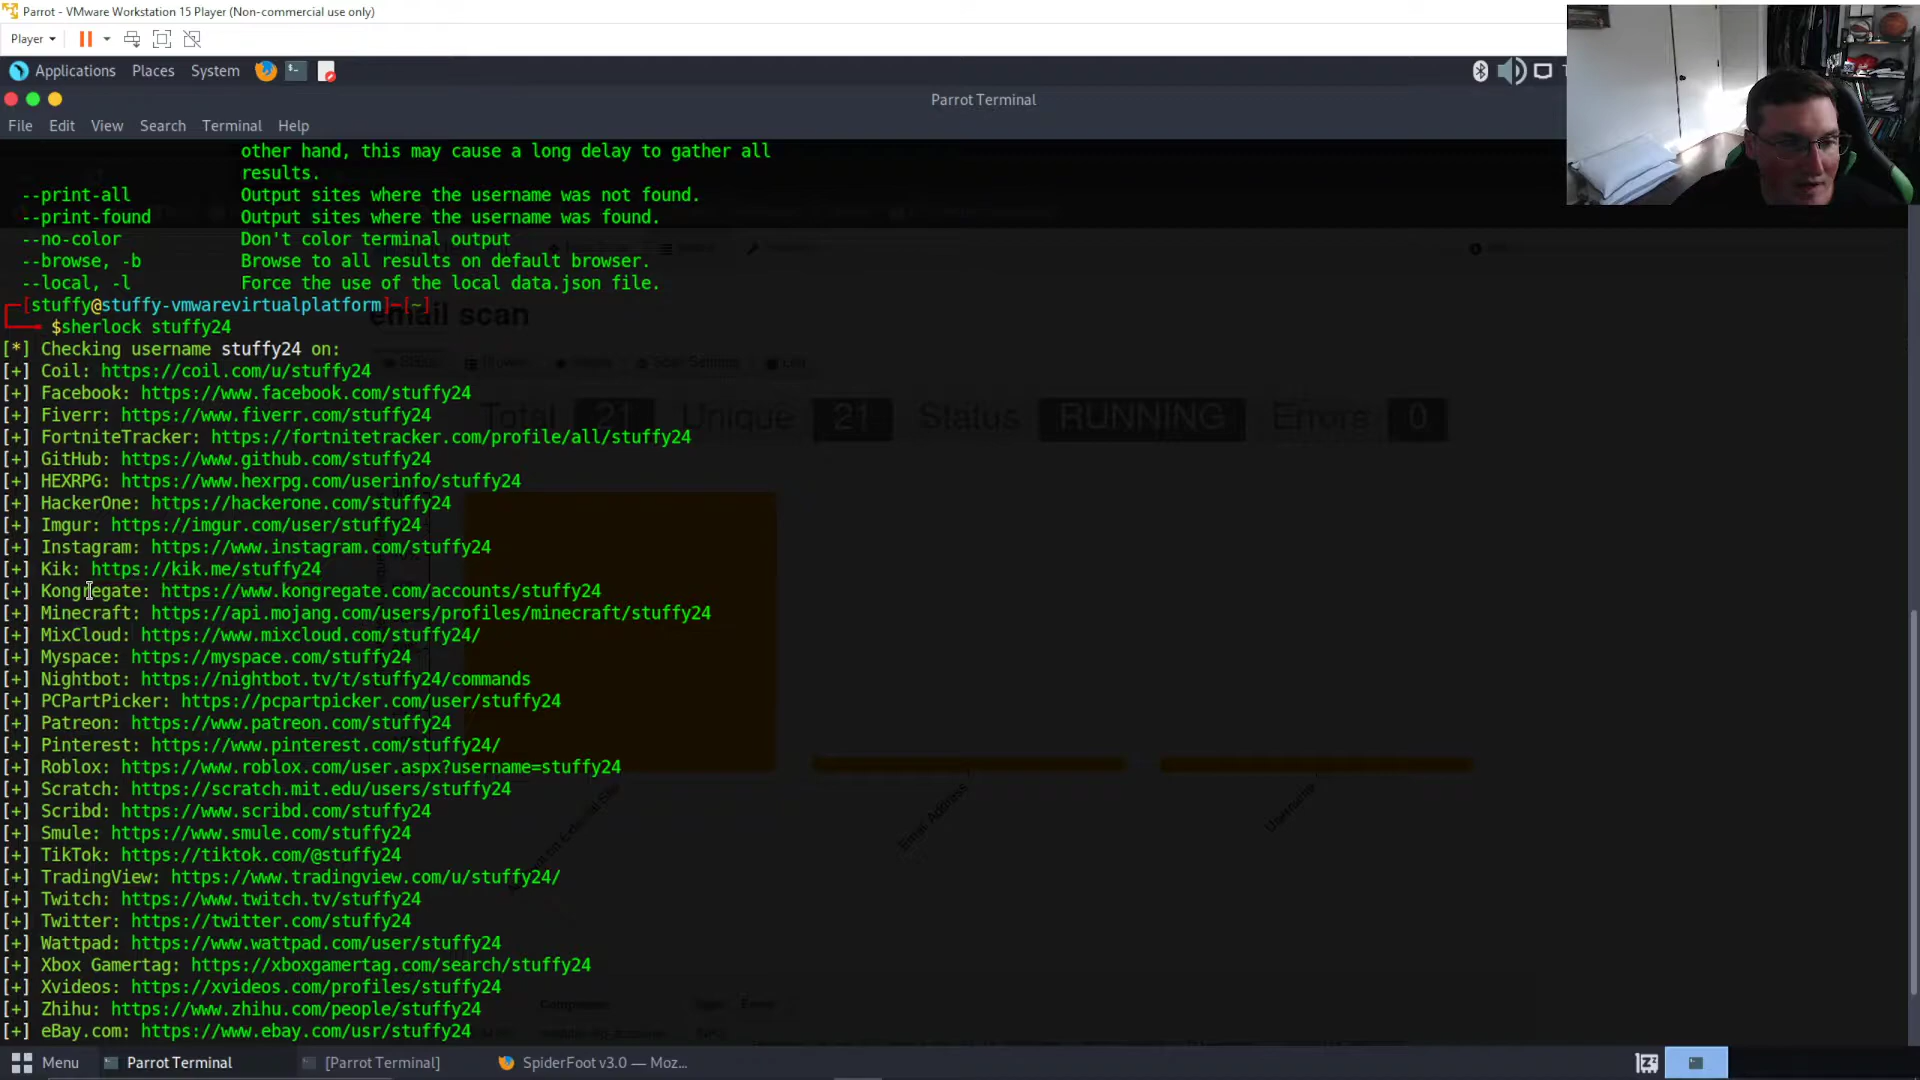 Parrot - VMware Workstation 15 Player (Non-commercial use only)
Player
Applications Places System
Parrot Terminal
File Edit View Search Terminal Help
other hand, this may cause a long delay to gather all
results.
--print-all Output sites where the username was not found.
--print-found Output sites where the username was found.
--no-color Don't color terminal output
--browse, -b Browse to all results on default browser.
--local, -l Force the use of the local data.json file.
[stuffy@stuffy-vmwarevirtualplatform]-[~]
email scan
$sherlock stuffy24
[*] Checking username stuffy24 on:
[+] Coil: https://coil.com/u/stuffy24
[+] Facebook: https://www.facebook.com/stuffy24
[+] Fiverr: https://www.fiverr.com/stuffy24
Total 21 Unique 21 Status RUNNING Errors 0
[+] FortniteTracker: https://fortnitetracker.com/profile/all/stuffy24
[+] GitHub: https://www.github.com/stuffy24
[+] HEXRPG: https://www.hexrpg.com/userinfo/stuffy24
[+] HackerOne: https://hackerone.com/stuffy24
[+] Imgur: https://imgur.com/user/stuffy24
[+] Instagram: https://www.instagram.com/stuffy24
[+] Kik: https://kik.me/stuffy24
[+] Kongregate: https://www.kongregate.com/accounts/stuffy24
[+] Minecraft: https://api.mojang.com/users/profiles/minecraft/stuffy24
[+] MixCloud: https://www.mixcloud.com/stuffy24/
[+] Myspace: https://myspace.com/stuffy24
[+] Nightbot: https://nightbot.tv/t/stuffy24/commands
[+] PCPartPicker: https://pcpartpicker.com/user/stuffy24
[+] Patreon: https://www.patreon.com/stuffy24
[+] Pinterest: https://www.pinterest.com/stuffy24/
[+] Roblox: https://www.roblox.com/user.aspx?username=stuffy24
[+] Scratch: https://scratch.mit.edu/users/stuffy24
[+] Scribd: https://www.scribd.com/stuffy24
Email Address
Username
[+] Smule: https://www.smule.com/stuffy24
[+] TikTok: https://tiktok.com/@stuffy24
[+] TradingView: https://www.tradingview.com/u/stuffy24/
[+] Twitch: https://www.twitch.tv/stuffy24
[+] Twitter: https://twitter.com/stuffy24
[+] Wattpad: https://www.wattpad.com/user/stuffy24
[+] Xbox Gamertag: https://xboxgamertag.com/search/stuffy24
[+] Xvideos: https://xvideos.com/profiles/stuffy24
[+] Zhihu: https://www.zhihu.com/people/stuffy24
[+] eBay.com: https://www.ebay.com/usr/stuffy24
Menu Parrot Terminal [Parrot Terminal] SpiderFoot v3.0 — Moz...